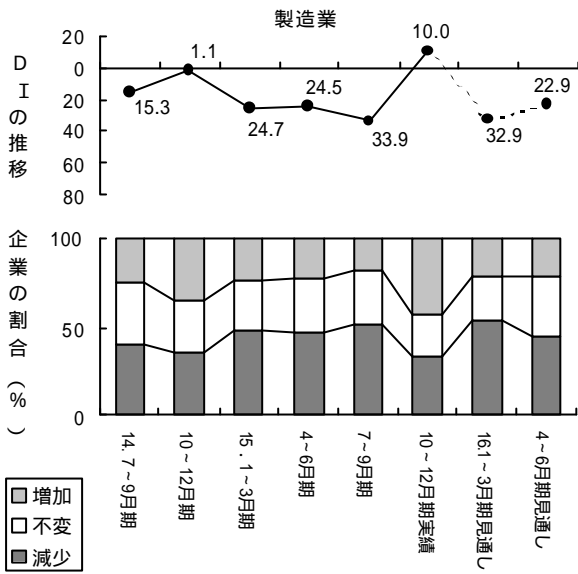 製造業
DIの推移
20
0
20
40
60
80
15.3
1.1
24.7
24.5
33.9
10.0
32.9
22.9
企業の割合(%)
100
50
0
14. 7~9月期
10~12月期
15. 1~3月期
4~6月期
7~9月期
10~12月期実績
16.1~3月期見通し
4~6月期見通し
増加
不変
減少